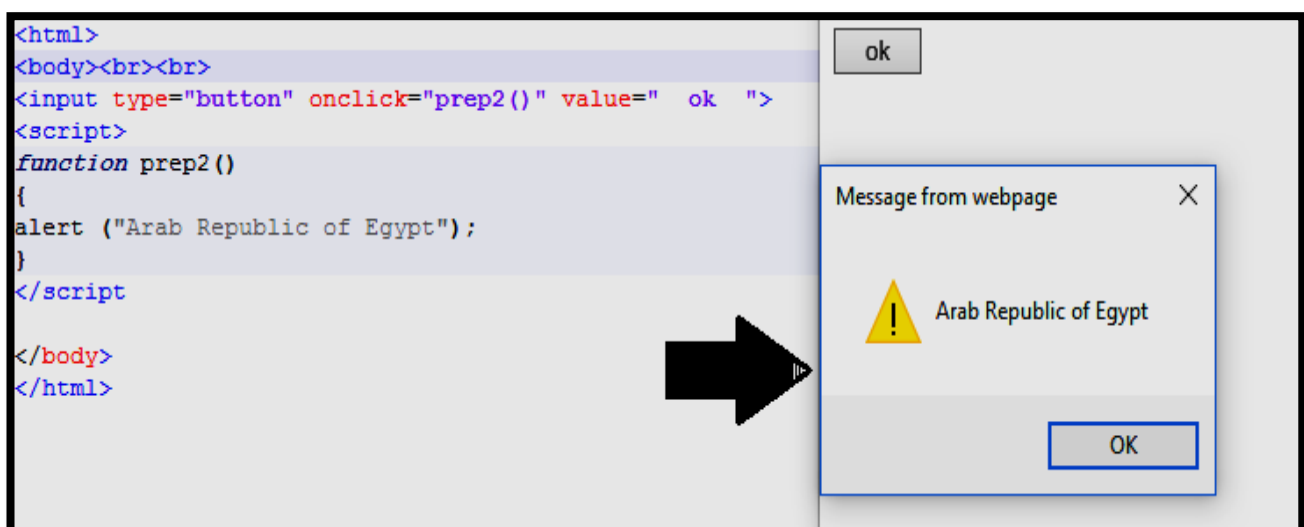 <html>
<body><br><br>
<input type="button" onclick="prep2()" value="  ok  ">
<script>
function prep2()
{
alert ("Arab Republic of Egypt");
}
</script

</body>
</html>
ok
Message from webpage
Arab Republic of Egypt
OK